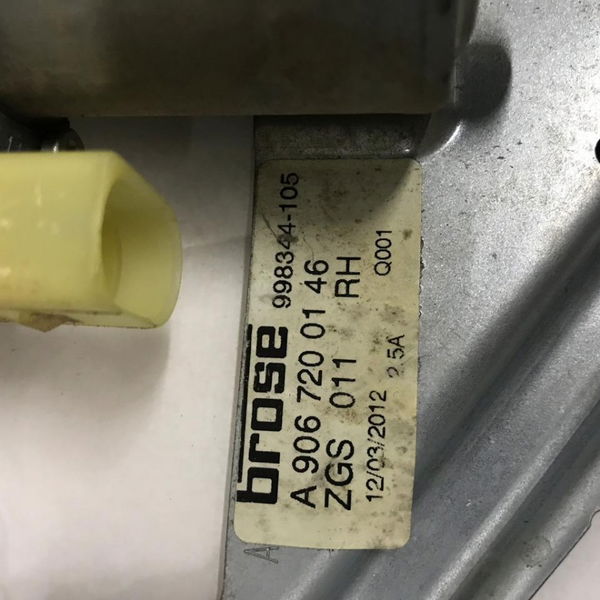 brose 998344-105
A 906 720 01 46
ZGS 011 RH
12/03/2012 2.5A Q001
A